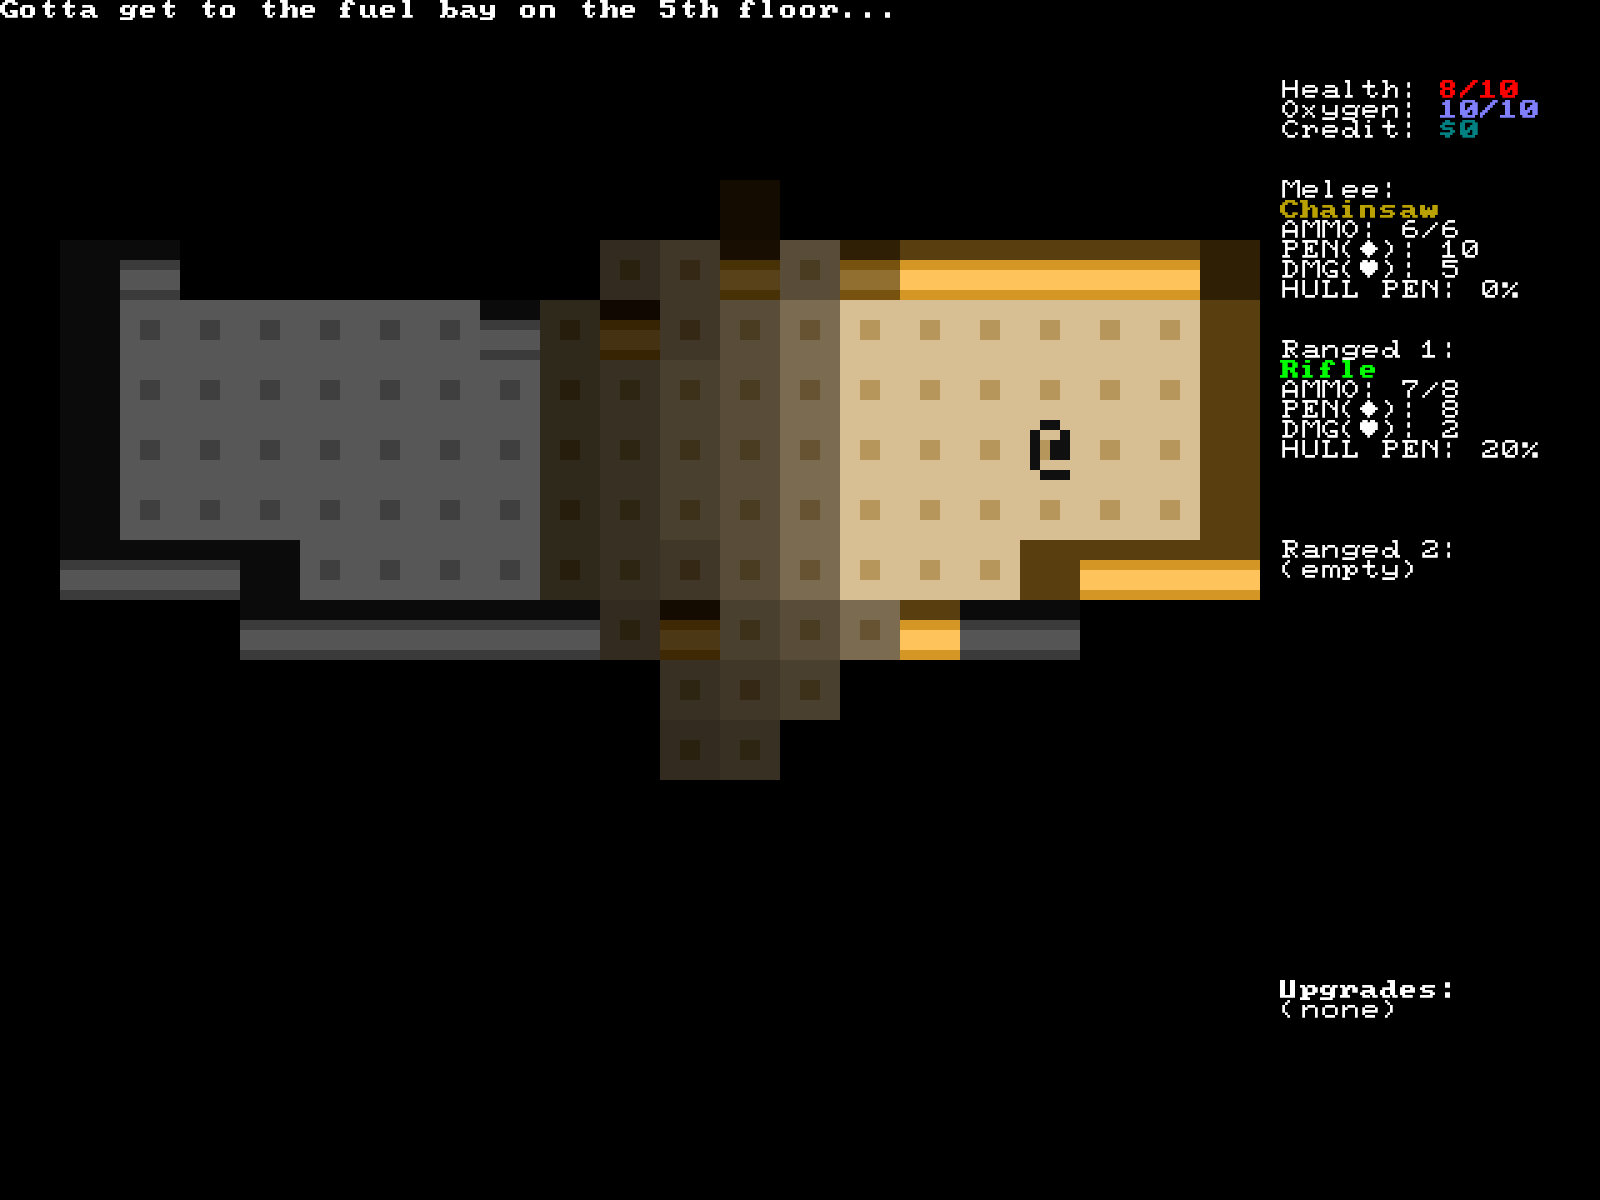 Gotta get to the fuel bay on the 5th floor...
Health: 8/10
Oxygen: 10/10
Credit: $0
Melee:
Chainsaw
AMMO: 6/6
PEN(♦): 10
DMG(♥): 5
HULL PEN: 0%
Ranged 1:
Rifle
AMMO: 7/8
PEN(♦): 8
DMG(♥): 2
HULL PEN: 20%
Ranged 2:
(empty)
Upgrades:
(none)